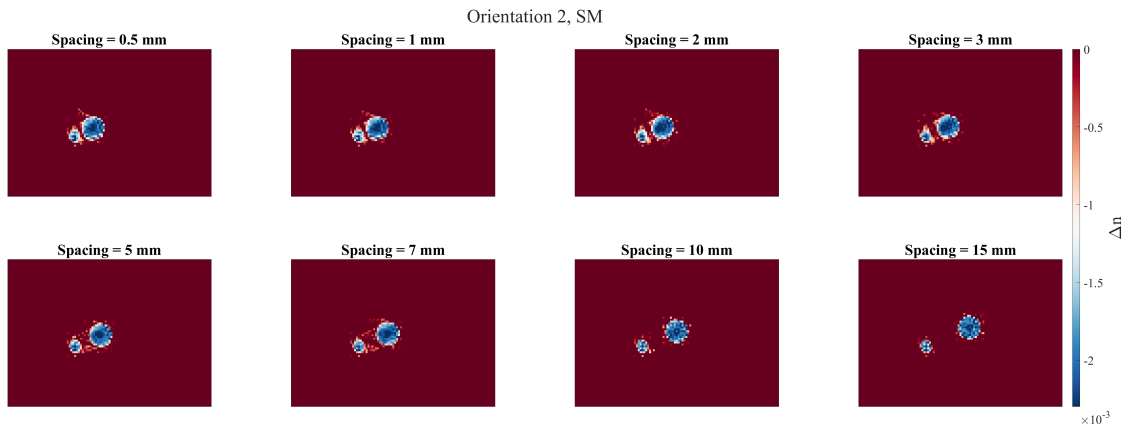 Orientation 2, SM
Spacing = 0.5 mm
Spacing = 1 mm
Spacing = 2 mm
Spacing = 3 mm
0
-0.5
-1
-1.5
-2
×10⁻³
Δn
Spacing = 5 mm
Spacing = 7 mm
Spacing = 10 mm
Spacing = 15 mm